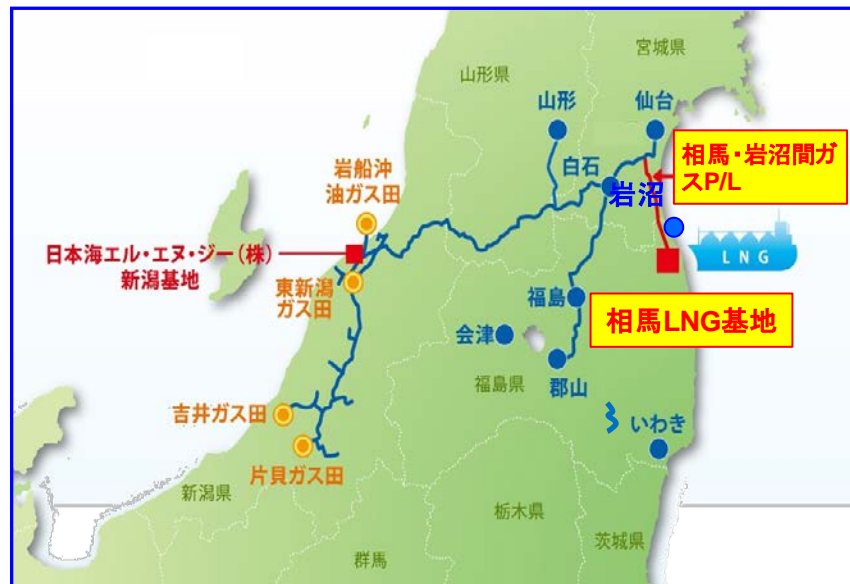 宮城県
山形県
山形
仙台
相馬・岩沼間ガ
スP/L
白石
岩沼
岩船沖
油ガス田
日本海エル・エヌ・ジー(株)
新潟基地
LNG
東新潟
ガス田
福島
相馬LNG基地
会津
福島県
郡山
吉井ガス田
いわき
片貝ガス田
新潟県
栃木県
茨城県
群馬